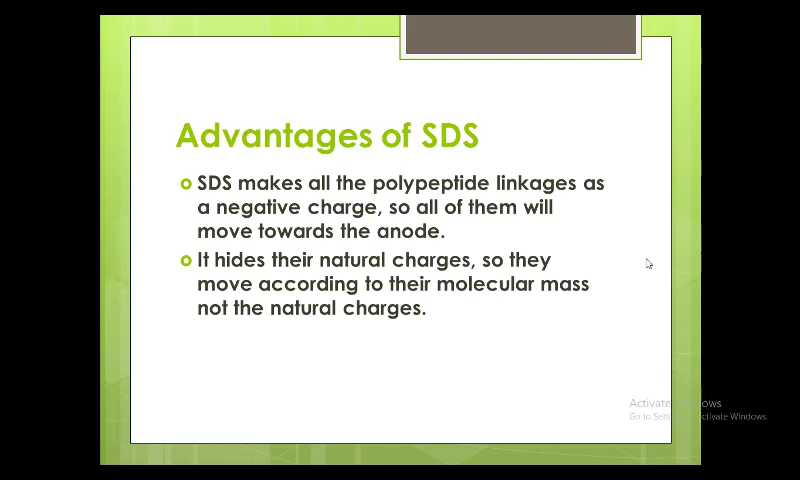 Advantages of SDS
SDS makes all the polypeptide linkages as
a negative charge, so all of them will
move towards the anode.
It hides their natural charges, so they
move according to their molecular mass
not the natural charges.
Activate Windows
Go to Settings to activate Windows.